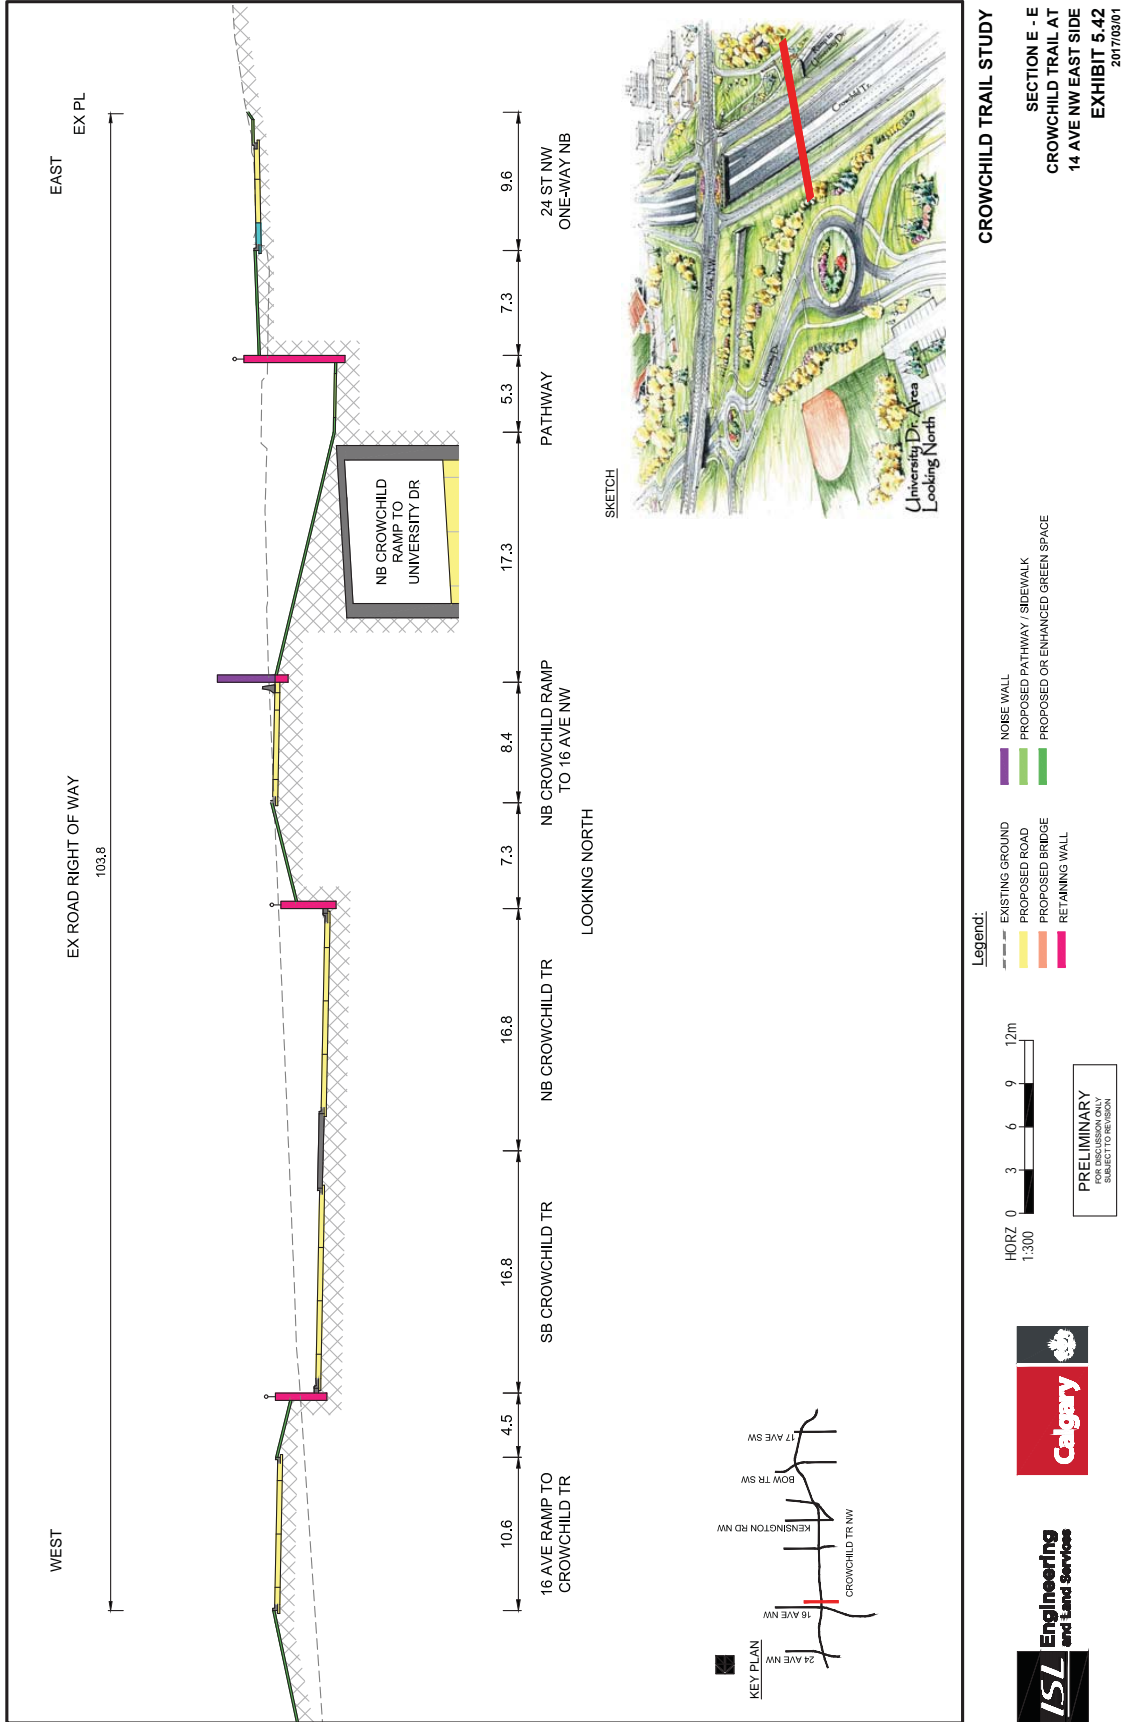 WEST
EX ROAD RIGHT OF WAY
103.8
EAST
EX PL
10.6
4.5
16.8
16.8
7.3
8.4
17.3
5.3
7.3
9.6
16 AVE RAMP TO
CROWCHILD TR
SB CROWCHILD TR
NB CROWCHILD TR
NB CROWCHILD RAMP
TO 16 AVE NW
NB CROWCHILD
RAMP TO
UNIVERSITY DR
PATHWAY
24 ST NW
ONE-WAY NB
LOOKING NORTH
KEY PLAN
24 AVE NW
16 AVE NW
CROWCHILD TR NW
KENSINGTON RD NW
BOW TR SW
17 AVE SW
SKETCH
16 Ave NW
Crowchild Tr.
University Dr.
University Dr. Area
Looking North
ISL Engineering
and Land Services
Calgary
HORZ
1:300
0 3 6 9 12m
PRELIMINARY
FOR DISCUSSION ONLY
SUBJECT TO REVISION
Legend:
EXISTING GROUND
PROPOSED ROAD
PROPOSED BRIDGE
RETAINING WALL
NOISE WALL
PROPOSED PATHWAY / SIDEWALK
PROPOSED OR ENHANCED GREEN SPACE
CROWCHILD TRAIL STUDY
SECTION E - E
CROWCHILD TRAIL AT
14 AVE NW EAST SIDE
EXHIBIT 5.42
2017/03/01